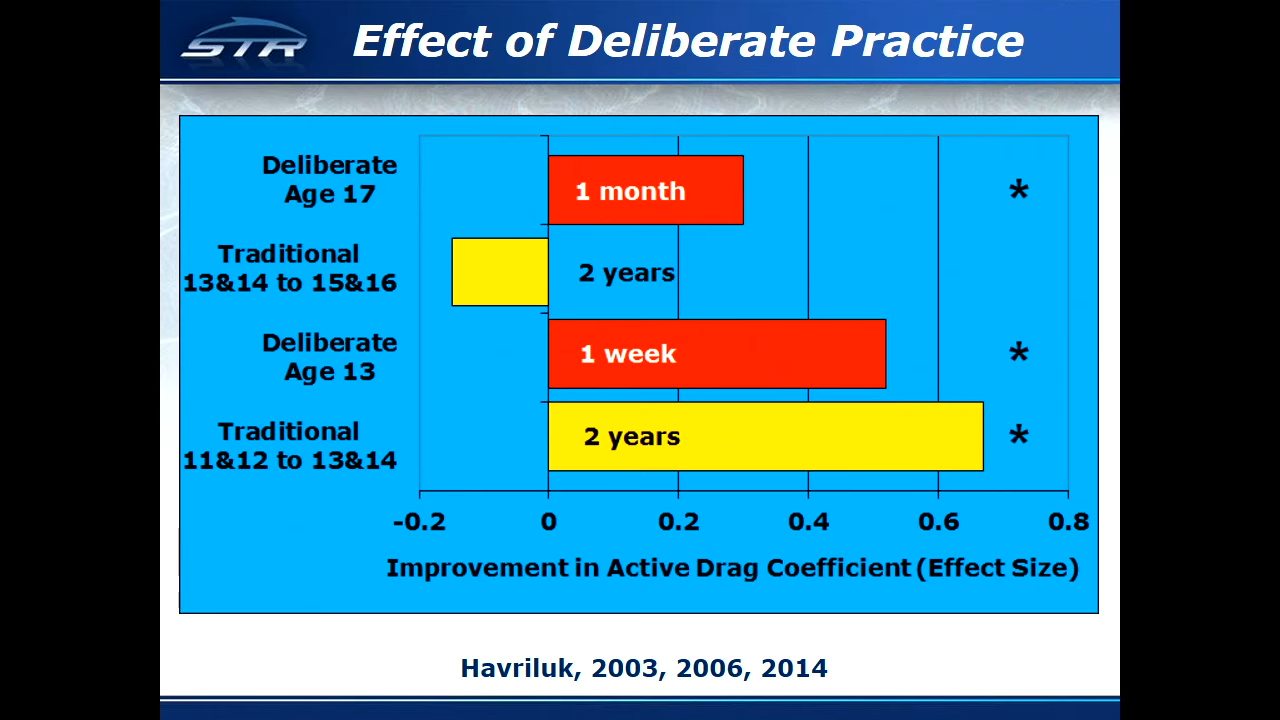 STR
Effect of Deliberate Practice
Deliberate
Age 17
1 month
*
Traditional
13&14 to 15&16
2 years
Deliberate
Age 13
1 week
*
Traditional
11&12 to 13&14
2 years
*
-0.2 0 0.2 0.4 0.6 0.8
Improvement in Active Drag Coefficient (Effect Size)
Havriluk, 2003, 2006, 2014